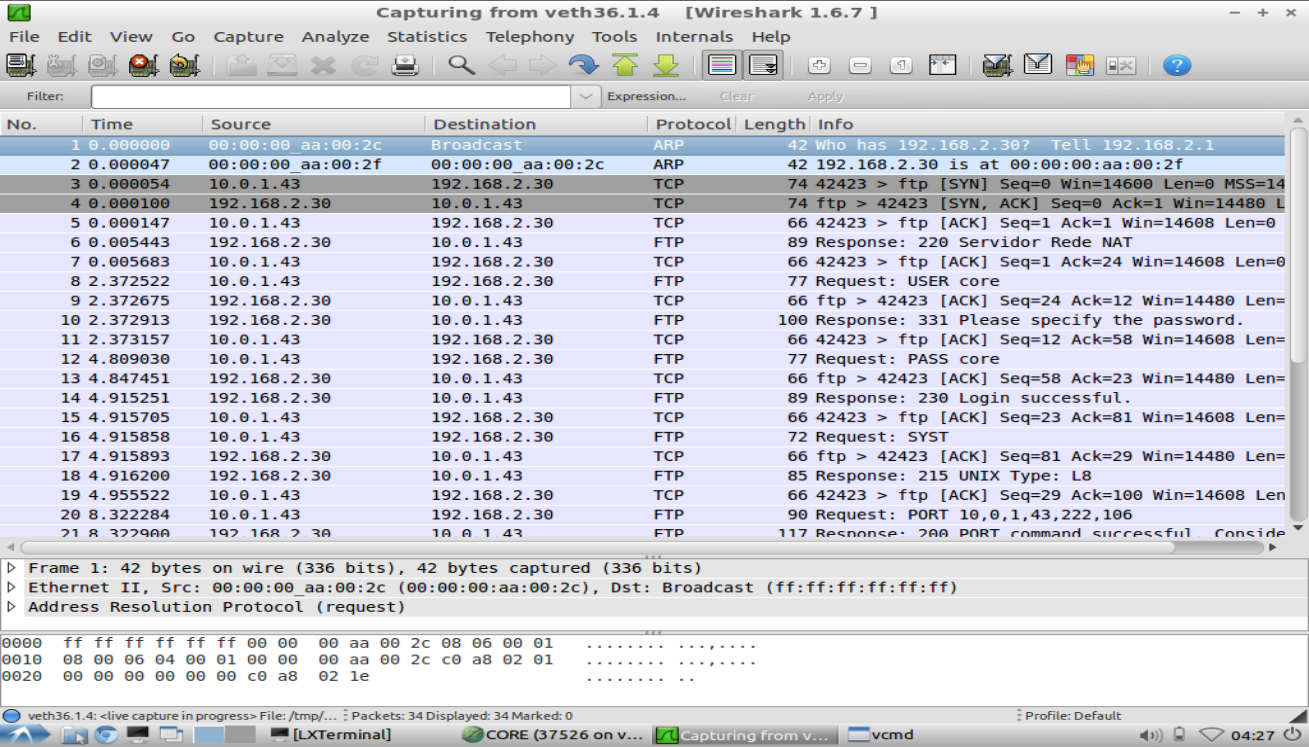 Capturing from veth36.1.4 [Wireshark 1.6.7 ]
File Edit View Go Capture Analyze Statistics Telephony Tools Internals Help
Filter: Expression... Clear Apply
No. Time Source Destination Protocol Length Info
1 0.000000 00:00:00_aa:00:2c Broadcast ARP 42 Who has 192.168.2.30? Tell 192.168.2.1
2 0.000047 00:00:00_aa:00:2f 00:00:00_aa:00:2c ARP 42 192.168.2.30 is at 00:00:00:aa:00:2f
3 0.000054 10.0.1.43 192.168.2.30 TCP 74 42423 > ftp [SYN] Seq=0 Win=14600 Len=0 MSS=14
4 0.000100 192.168.2.30 10.0.1.43 TCP 74 ftp > 42423 [SYN, ACK] Seq=0 Ack=1 Win=14480 L
5 0.000147 10.0.1.43 192.168.2.30 TCP 66 42423 > ftp [ACK] Seq=1 Ack=1 Win=14608 Len=0
6 0.005443 192.168.2.30 10.0.1.43 FTP 89 Response: 220 Servidor Rede NAT
7 0.005683 10.0.1.43 192.168.2.30 TCP 66 42423 > ftp [ACK] Seq=1 Ack=24 Win=14608 Len=0
8 2.372522 10.0.1.43 192.168.2.30 FTP 77 Request: USER core
9 2.372675 192.168.2.30 10.0.1.43 TCP 66 ftp > 42423 [ACK] Seq=24 Ack=12 Win=14480 Len=
10 2.372913 192.168.2.30 10.0.1.43 FTP 100 Response: 331 Please specify the password.
11 2.373157 10.0.1.43 192.168.2.30 TCP 66 42423 > ftp [ACK] Seq=12 Ack=58 Win=14608 Len=
12 4.809030 10.0.1.43 192.168.2.30 FTP 77 Request: PASS core
13 4.847451 192.168.2.30 10.0.1.43 TCP 66 ftp > 42423 [ACK] Seq=58 Ack=23 Win=14480 Len=
14 4.915251 192.168.2.30 10.0.1.43 FTP 89 Response: 230 Login successful.
15 4.915705 10.0.1.43 192.168.2.30 TCP 66 42423 > ftp [ACK] Seq=23 Ack=81 Win=14608 Len=
16 4.915858 10.0.1.43 192.168.2.30 FTP 72 Request: SYST
17 4.915893 192.168.2.30 10.0.1.43 TCP 66 ftp > 42423 [ACK] Seq=81 Ack=29 Win=14480 Len=
18 4.916200 192.168.2.30 10.0.1.43 FTP 85 Response: 215 UNIX Type: L8
19 4.955522 10.0.1.43 192.168.2.30 TCP 66 42423 > ftp [ACK] Seq=29 Ack=100 Win=14608 Len
20 8.322284 10.0.1.43 192.168.2.30 FTP 90 Request: PORT 10,0,1,43,222,106
21 8.322900 192.168.2.30 10.0.1.43 FTP 117 Response: 200 PORT command successful. Conside
Frame 1: 42 bytes on wire (336 bits), 42 bytes captured (336 bits)
Ethernet II, Src: 00:00:00_aa:00:2c (00:00:00:aa:00:2c), Dst: Broadcast (ff:ff:ff:ff:ff:ff)
Address Resolution Protocol (request)
0000 ff ff ff ff ff ff 00 00 00 aa 00 2c 08 06 00 01 ........ ...,....
0010 08 00 06 04 00 01 00 00 00 aa 00 2c c0 a8 02 01 ........ ...,....
0020 00 00 00 00 00 00 c0 a8 02 1e ........ ..
veth36.1.4: <live capture in progress> File: /tmp/... Packets: 34 Displayed: 34 Marked: 0 Profile: Default
[LXTerminal] CORE (37526 on v... Capturing from v... vcmd 04:27